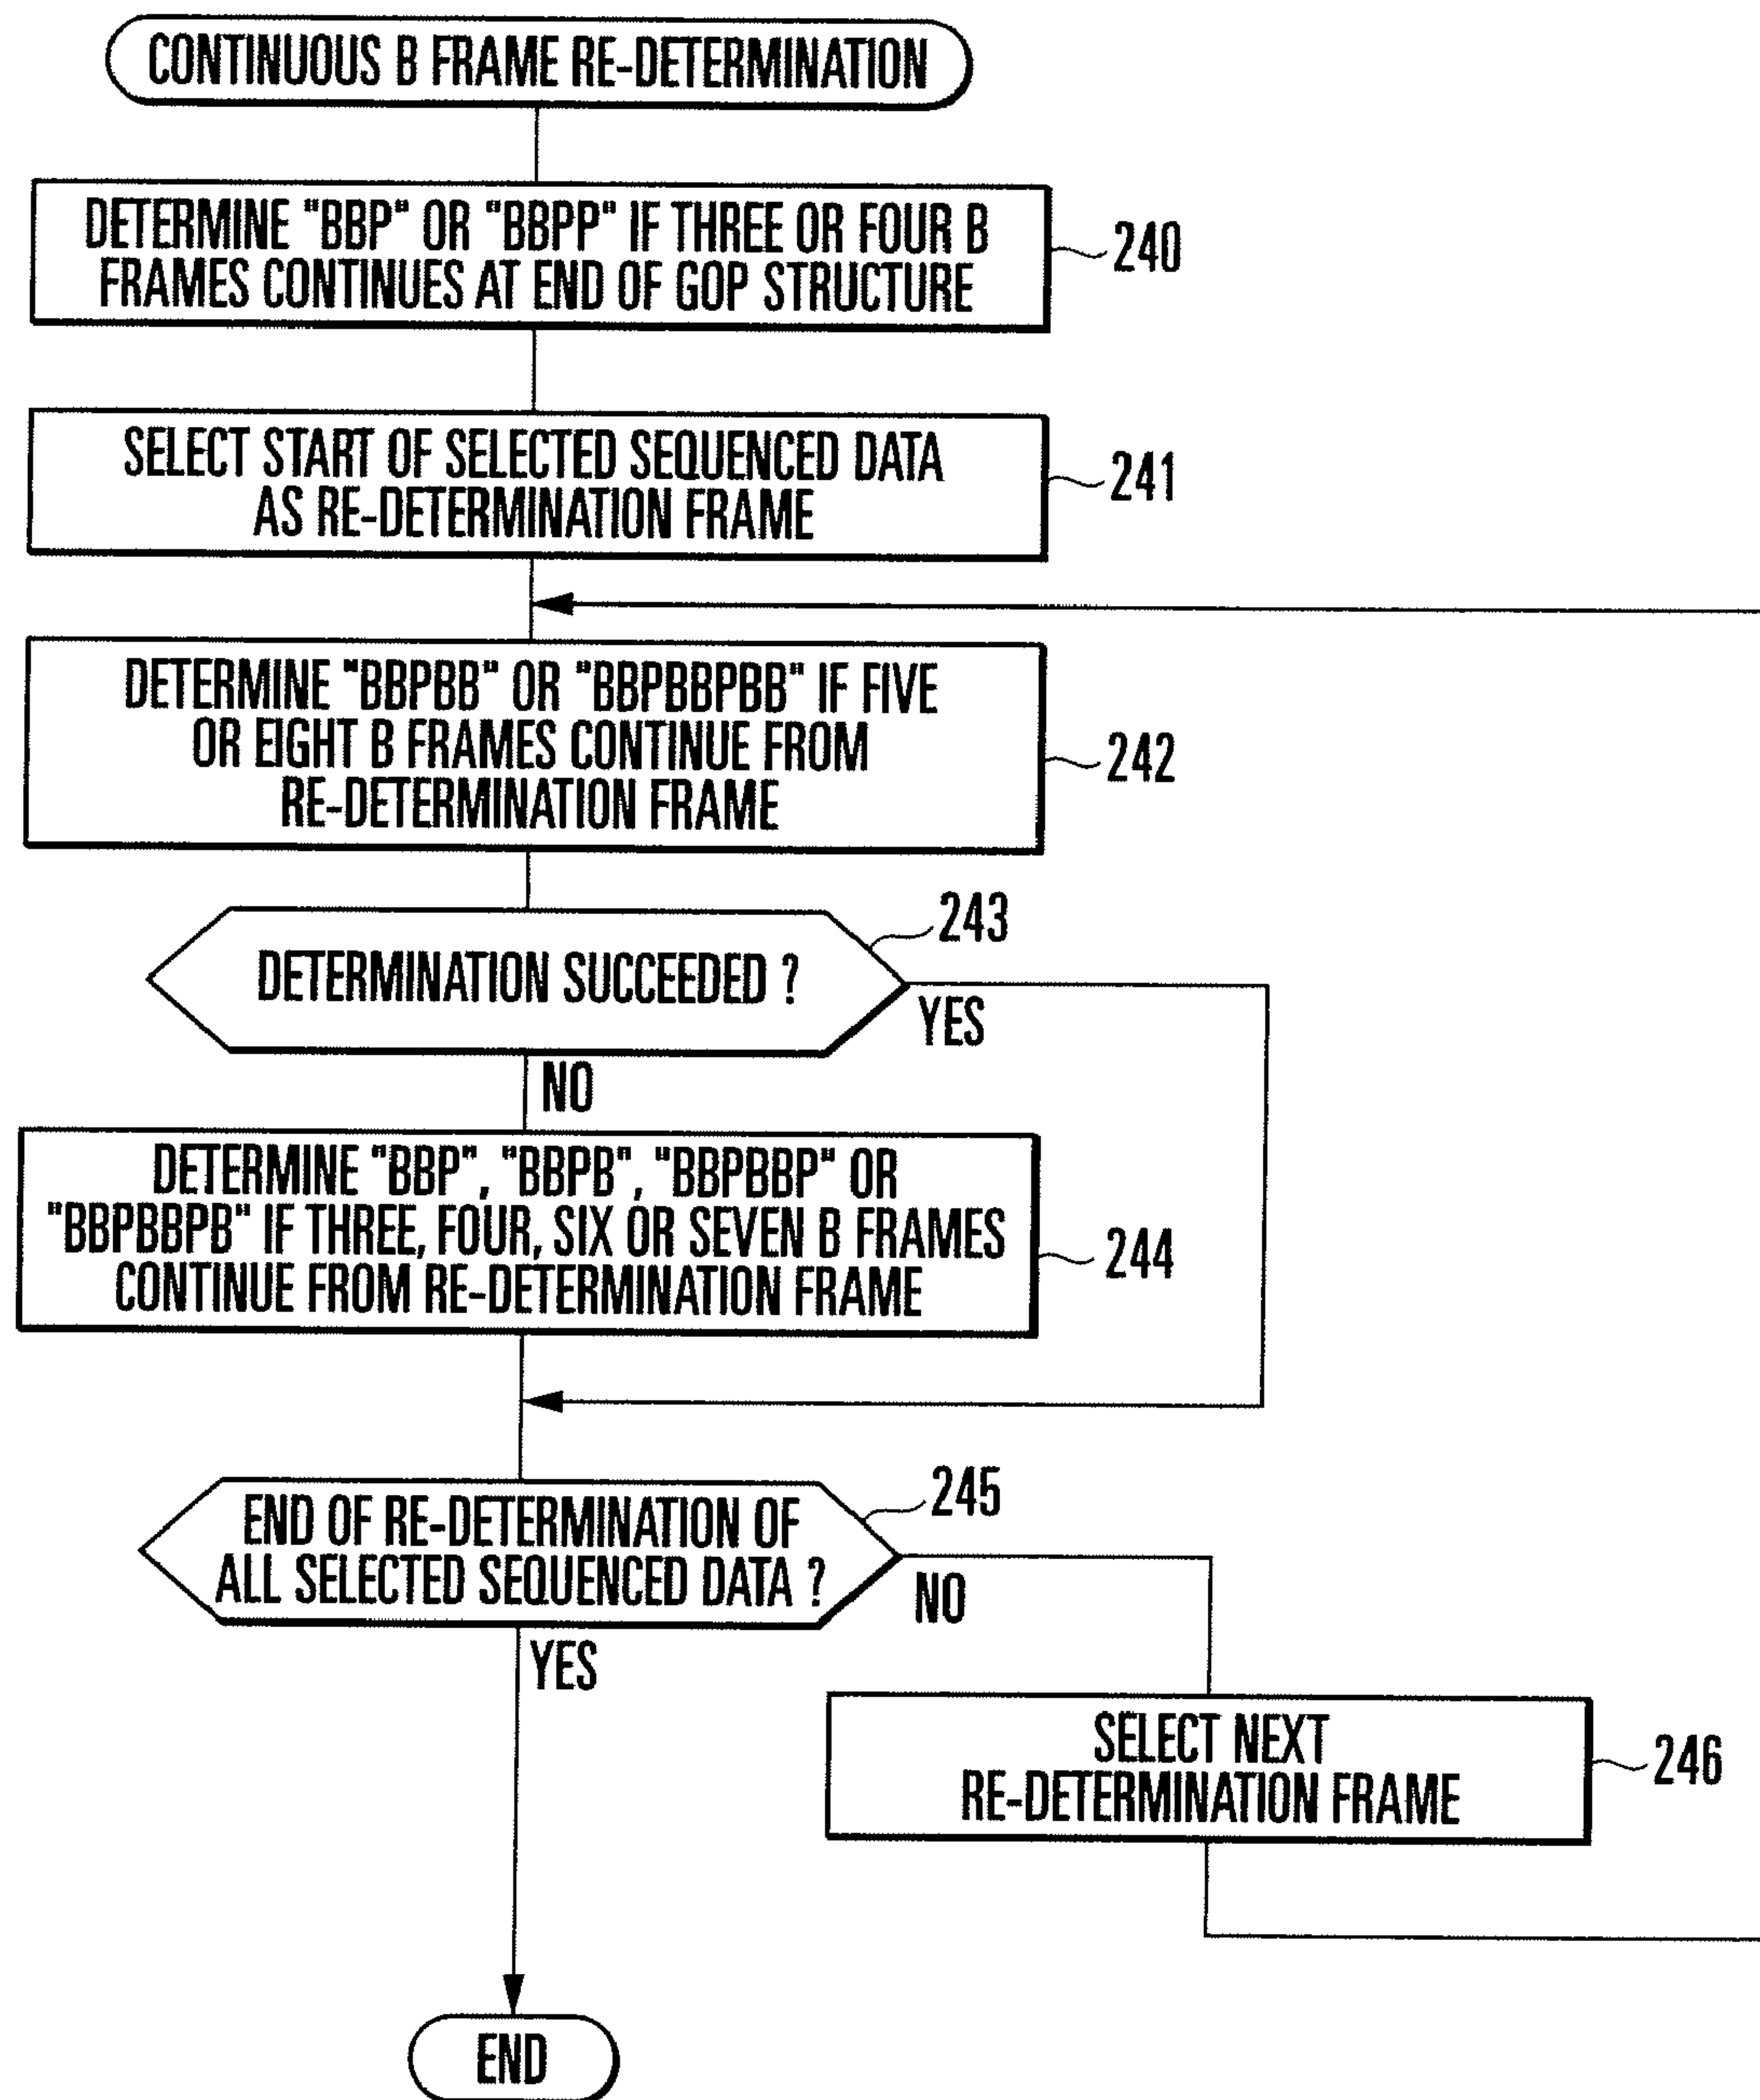 CONTINUOUS B FRAME RE-DETERMINATION
DETERMINE "BBP" OR "BBPP" IF THREE OR FOUR B
FRAMES CONTINUES AT END OF GOP STRUCTURE
240
SELECT START OF SELECTED SEQUENCED DATA
AS RE-DETERMINATION FRAME
241
DETERMINE "BBPBB" OR "BBPBBPBB" IF FIVE
OR EIGHT B FRAMES CONTINUE FROM
RE-DETERMINATION FRAME
242
243
DETERMINATION SUCCEEDED ?
YES
NO
DETERMINE "BBP", "BBPB", "BBPBBP" OR
"BBPBBPB" IF THREE, FOUR, SIX OR SEVEN B FRAMES
CONTINUE FROM RE-DETERMINATION FRAME
244
245
END OF RE-DETERMINATION OF
ALL SELECTED SEQUENCED DATA ?
NO
YES
SELECT NEXT
RE-DETERMINATION FRAME
246
END